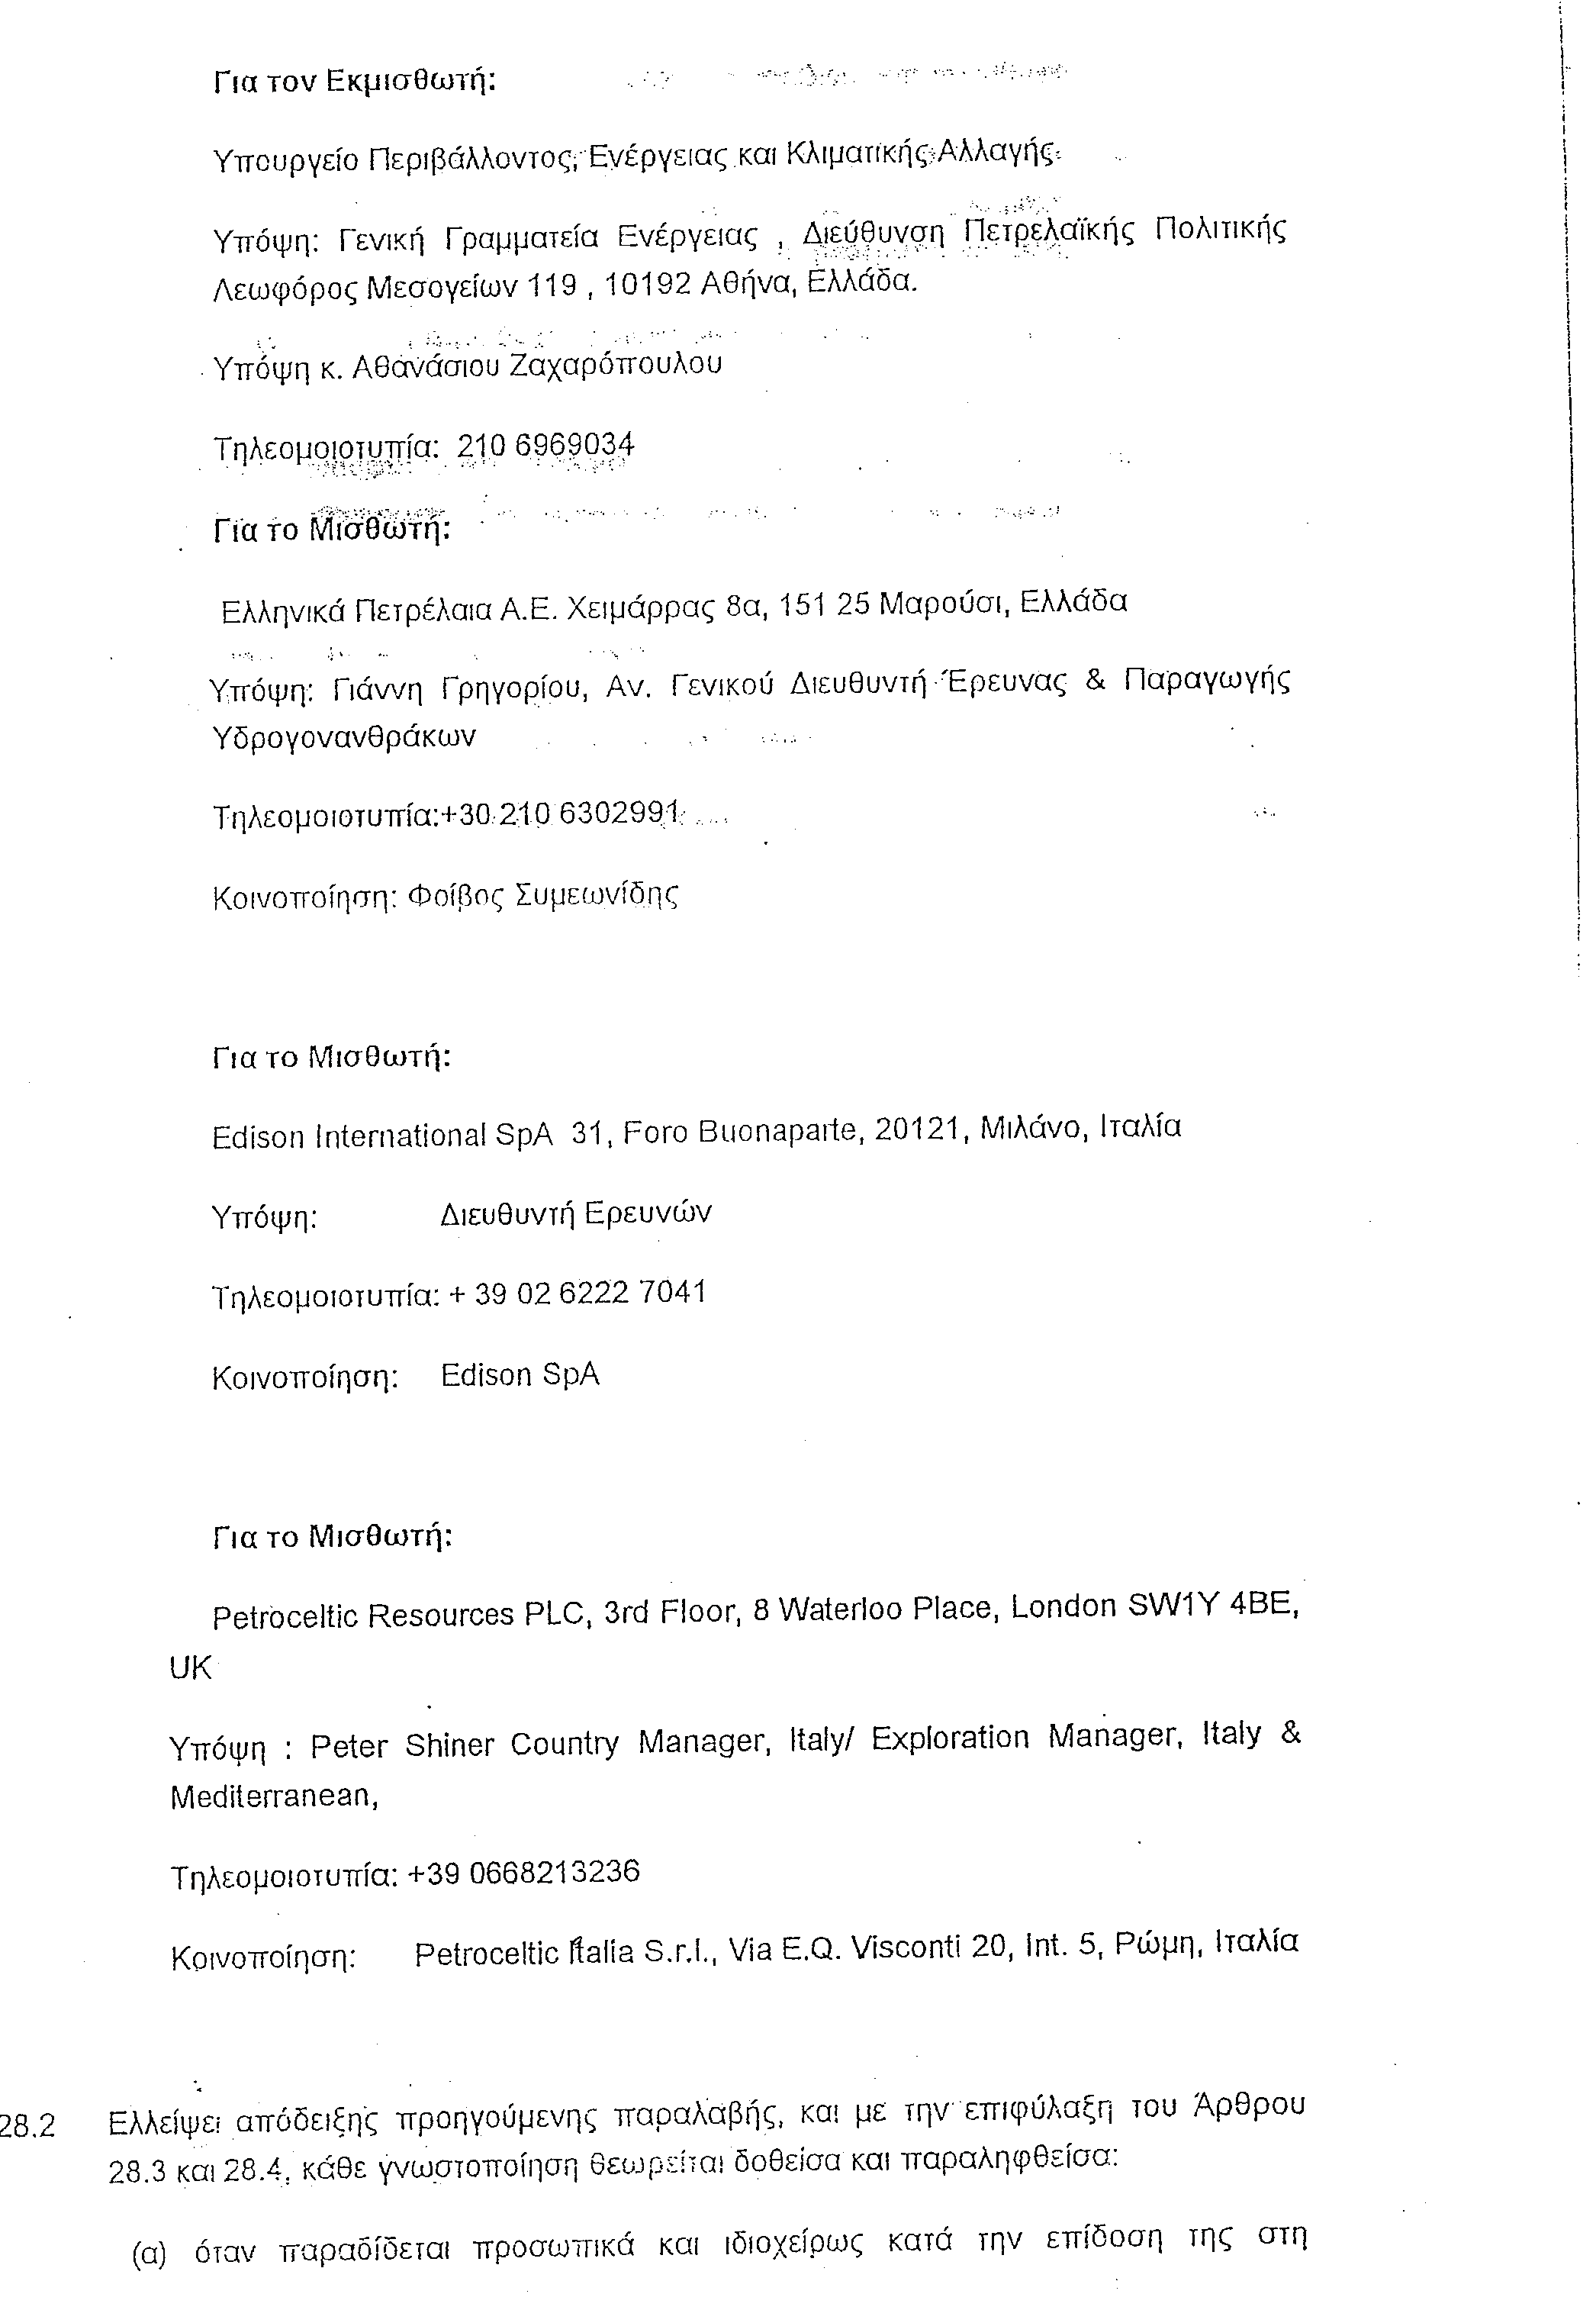 Για τον Εκμισθωτή:
Υπουργείο Περιβάλλοντος, Ενέργειας και Κλιματικής Αλλαγής
Υπόψη: Γενική Γραμματεία Ενέργειας , Διεύθυνση Πετρελαϊκής Πολιτικής
Λεωφόρος Μεσογείων 119 , 10192 Αθήνα, Ελλάδα.
Υπόψη κ. Αθανάσιου Ζαχαρόπουλου
Τηλεομοιοτυπία: 210 6969034
Για το Μισθωτή:
Ελληνικά Πετρέλαια Α.Ε. Χειμάρρας 8α, 151 25 Μαρούσι, Ελλάδα
Υπόψη: Γιάννη Γρηγορίου, Αν. Γενικού Διευθυντή Έρευνας & Παραγωγής
Υδρογονανθράκων
Τηλεομοιοτυπία:+30 210 6302991
Κοινοποίηση: Φοίβος Συμεωνίδης
Για το Μισθωτή:
Edison International SpA 31, Foro Buonaparte, 20121, Μιλάνο, Ιταλία
Υπόψη: Διευθυντή Ερευνών
Τηλεομοιοτυπία: + 39 02 6222 7041
Κοινοποίηση: Edison SpA
Για το Μισθωτή:
Petroceltic Resources PLC, 3rd Floor, 8 Waterloo Place, London SW1Y 4BE,
UK
Υπόψη : Peter Shiner Country Manager, Italy/ Exploration Manager, Italy &
Mediterranean,
Τηλεομοιοτυπία: +39 0668213236
Κοινοποίηση: Petroceltic Italia S.r.l., Via E.Q. Visconti 20, Int. 5, Ρώμη, Ιταλία
28.2 Ελλείψει απόδειξης προηγούμενης παραλαβής, και με την επιφύλαξη του Άρθρου
28.3 και 28.4, κάθε γνωστοποίηση θεωρείται δοθείσα και παραληφθείσα:
(α) όταν παραδίδεται προσωπικά και ιδιοχείρως κατά την επίδοση της στη